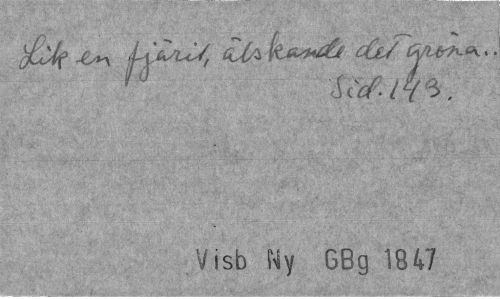 Lik en fjäril, älskande det gröna..
Sid. 143.
Visb Ny GBg 1847